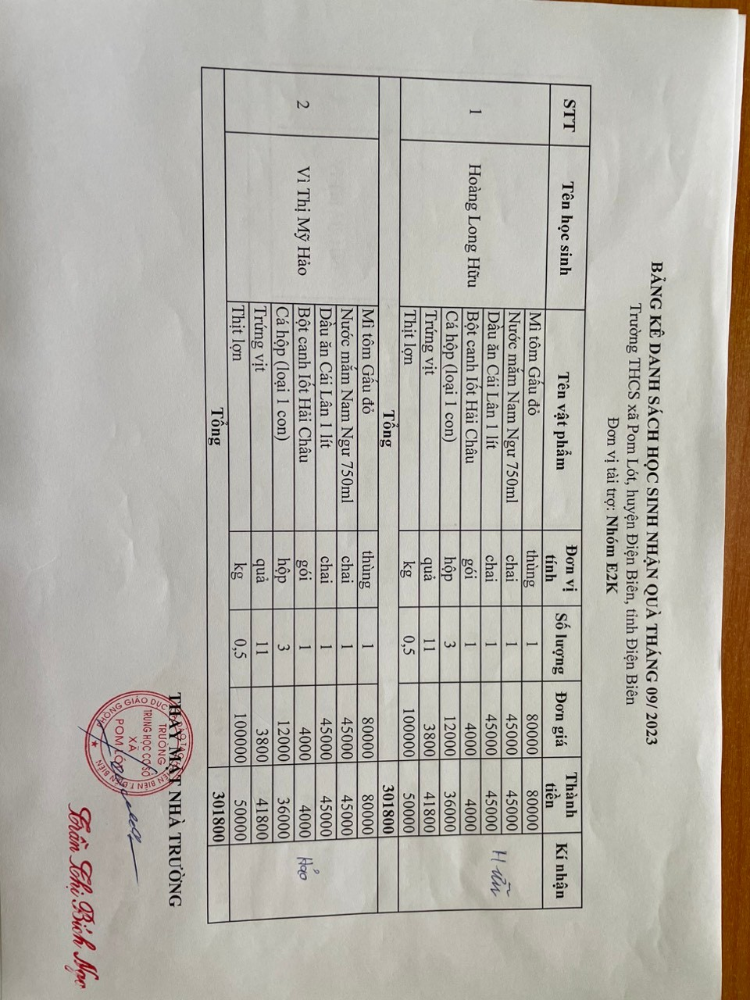 BẢNG KÊ DANH SÁCH HỌC SINH NHẬN QUÀ THÁNG 09/ 2023
Trường THCS xã Pom Lót, huyện Điện Biên, tỉnh Điện Biên
Đơn vị tài trợ: Nhóm E2K
STT Tên học sinh Tên vật phẩm Đơn vị tính Số lượng Đơn giá Thành tiền Kí nhận
1 Hoàng Long Hữu Mì tôm Gấu đỏ thùng 1 80000 80000 Hữu
Nước mắm Nam Ngư 750ml chai 1 45000 45000
Dầu ăn Cái Lân 1 lít chai 1 45000 45000
Bột canh Iốt Hải Châu gói 1 4000 4000
Cá hộp (loại 1 con) hộp 3 12000 36000
Trứng vịt quả 11 3800 41800
Thịt lợn kg 0,5 100000 50000
Tổng 301800
2 Vì Thị Mỹ Hảo Mì tôm Gấu đỏ thùng 1 80000 80000 Hảo
Nước mắm Nam Ngư 750ml chai 1 45000 45000
Dầu ăn Cái Lân 1 lít chai 1 45000 45000
Bột canh Iốt Hải Châu gói 1 4000 4000
Cá hộp (loại 1 con) hộp 3 12000 36000
Trứng vịt quả 11 3800 41800
Thịt lợn kg 0,5 100000 50000
Tổng 301800
THAY MẶT NHÀ TRƯỜNG
PHÒNG GIÁO DỤC
TRƯỜNG
TRUNG HỌC CƠ SỞ
XÃ
POM LÓT
ĐIỆN BIÊN T. ĐIỆN BIÊN
Trần Thị Bích Ngọc